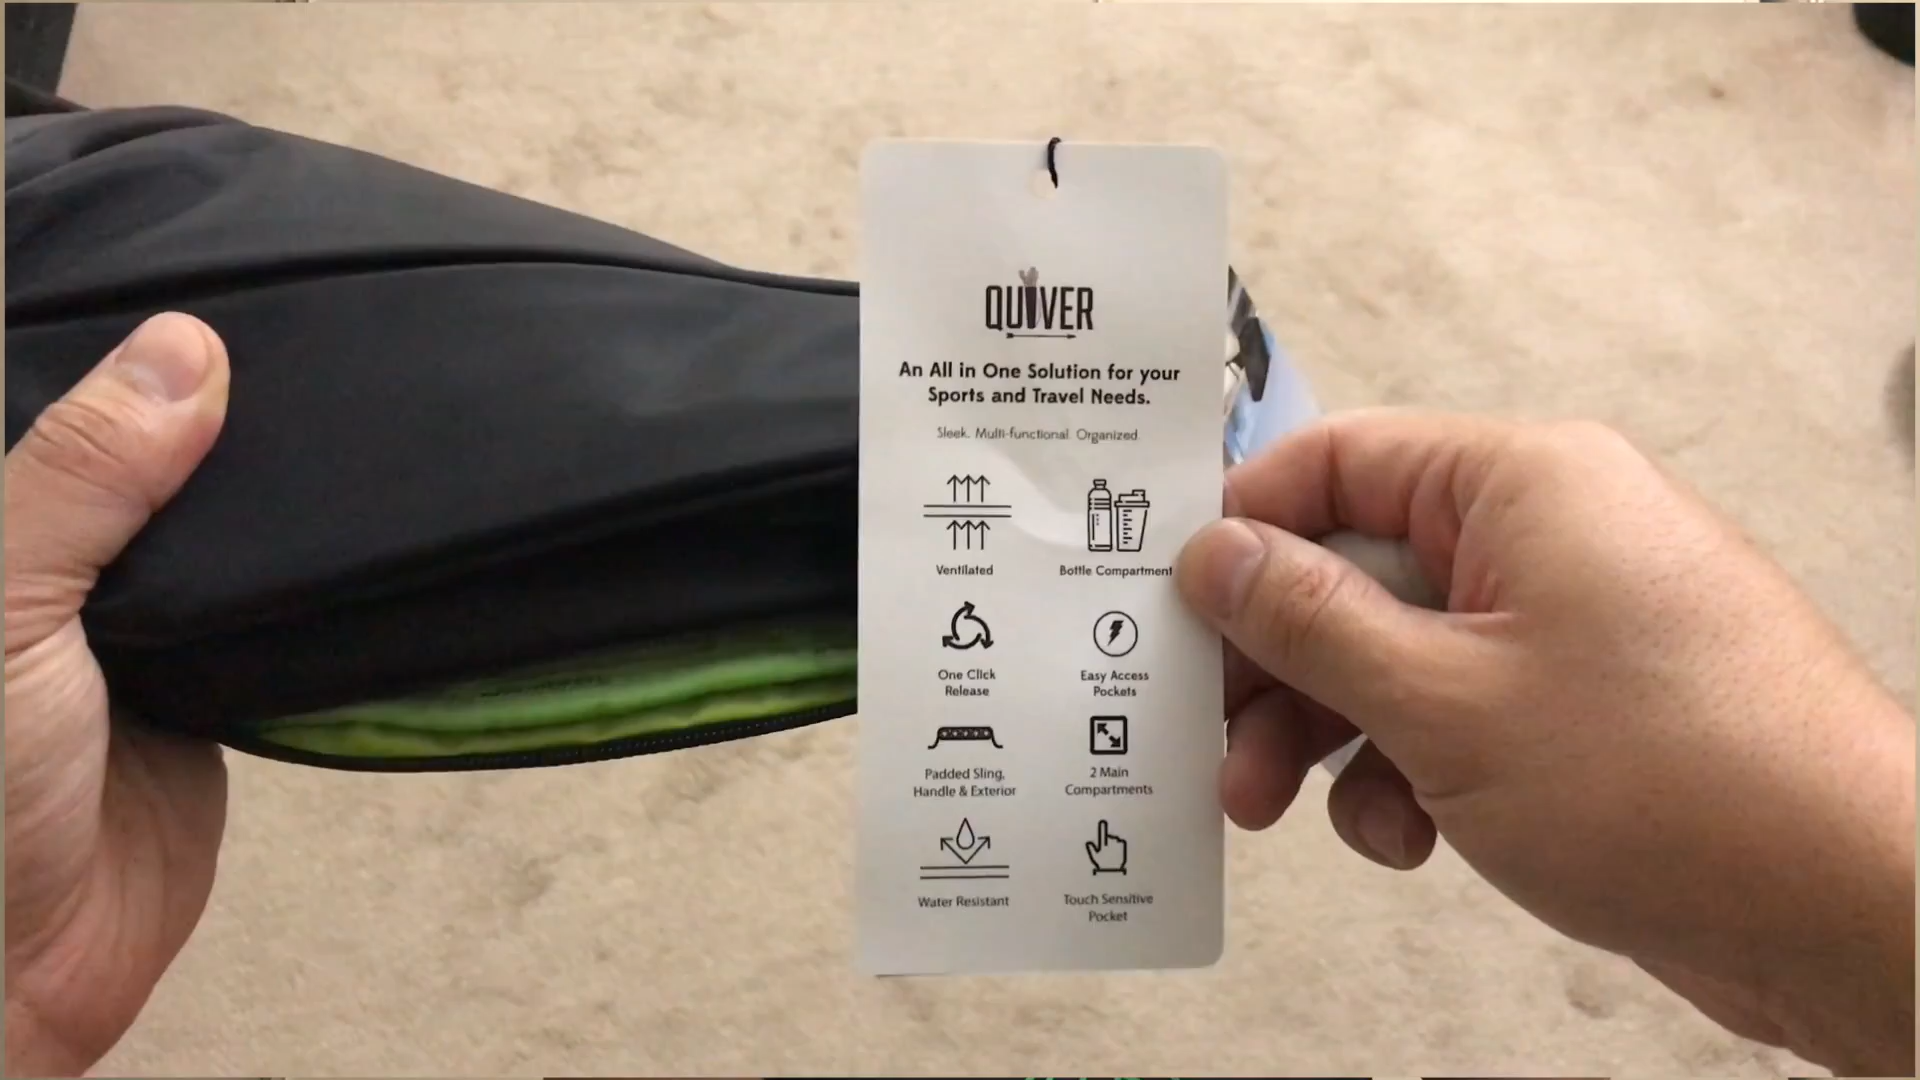 QUIVER
An All in One Solution for your
Sports and Travel Needs.
Sleek. Multi-functional. Organized.
Ventilated
Bottle Compartment
One Click
Release
Easy Access
Pockets
Padded Sling,
Handle & Exterior
2 Main
Compartments
Water Resistant
Touch Sensitive
Pocket